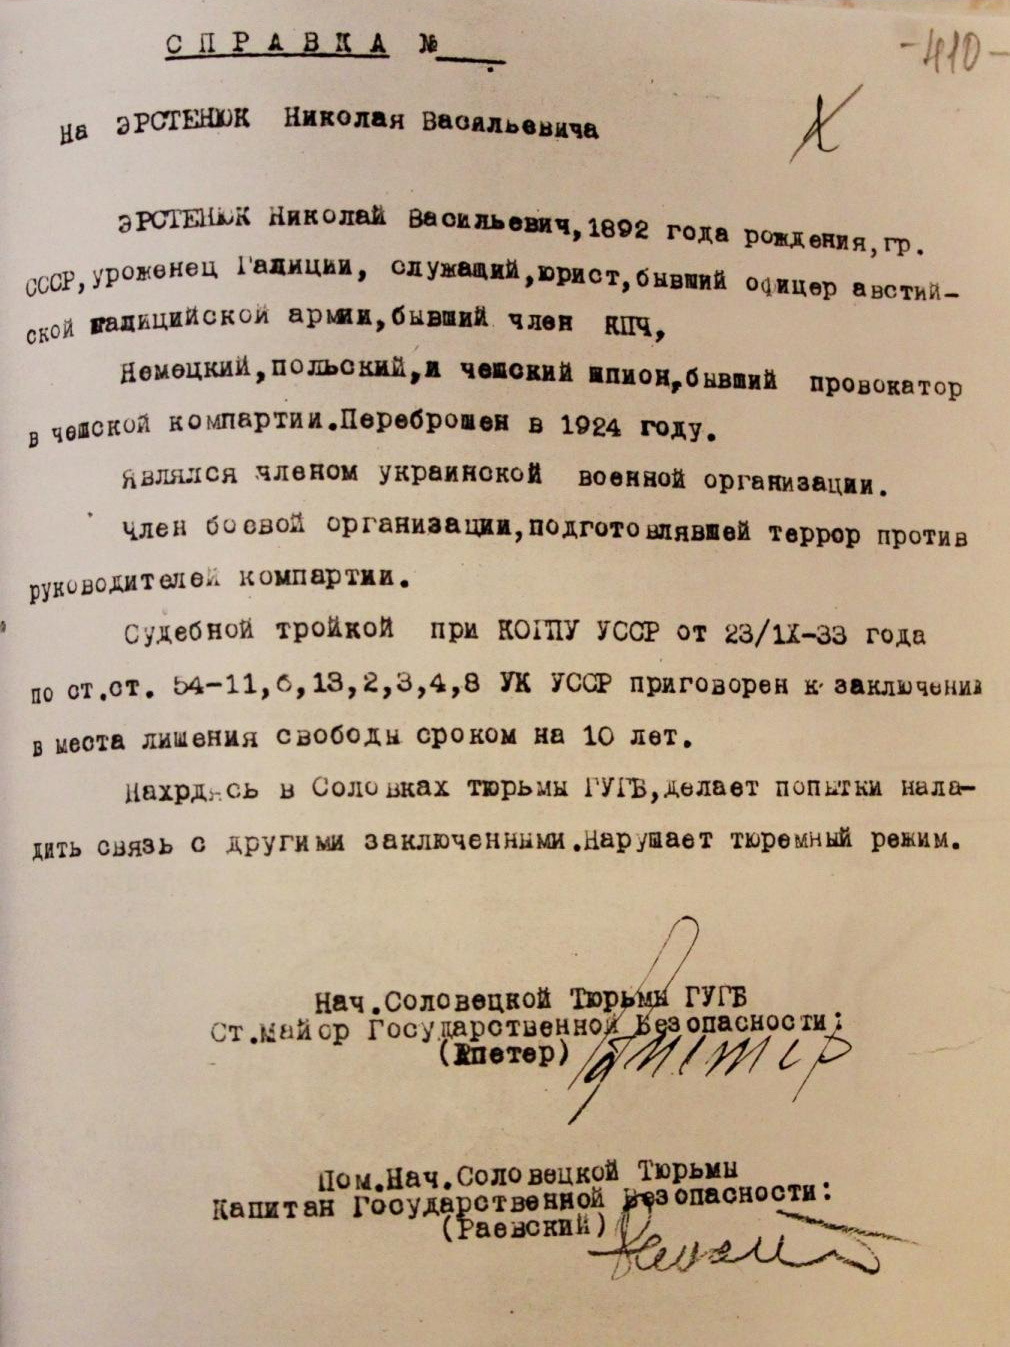 СПРАВКА №
-410-
На ЭРСТЕНЮК Николая Васильевича
ЭРСТЕНЮК Николай Васильевич,1892 года рождения,гр.
СССР,уроженец Галиции, служащий,юрист,бывший офицер австий-
ской галицийской армии,бывший член КПЧ,
Немецкий,польский,и чешский шпион,бывший провокатор
в чешской компартии.Переброшен в 1924 году.
Являлся членом украинской военной организации.
Член боевой организации,подготовлявшей террор против
руководителей компартии.
Судебной тройкой при КОГПУ УССР от 23/IX-33 года
по ст.ст. 54-11,6,13,2,3,4,8 УК УССР приговорен к заключения
в места лишения свободы сроком на 10 лет.
Нахрдясь в Соловках тюрьмы ГУГБ,делает попытки нала-
дить связь с другими заключенными.Нарушает тюремный режим.
Нач.Соловецкой Тюрьмы ГУГБ
Ст.майор Государственной Безопасности:
(Апетер)
Апетер
Пом.Нач.Соловецкой Тюрьмы
Капитан Государственной Безопасности:
(Раевский)